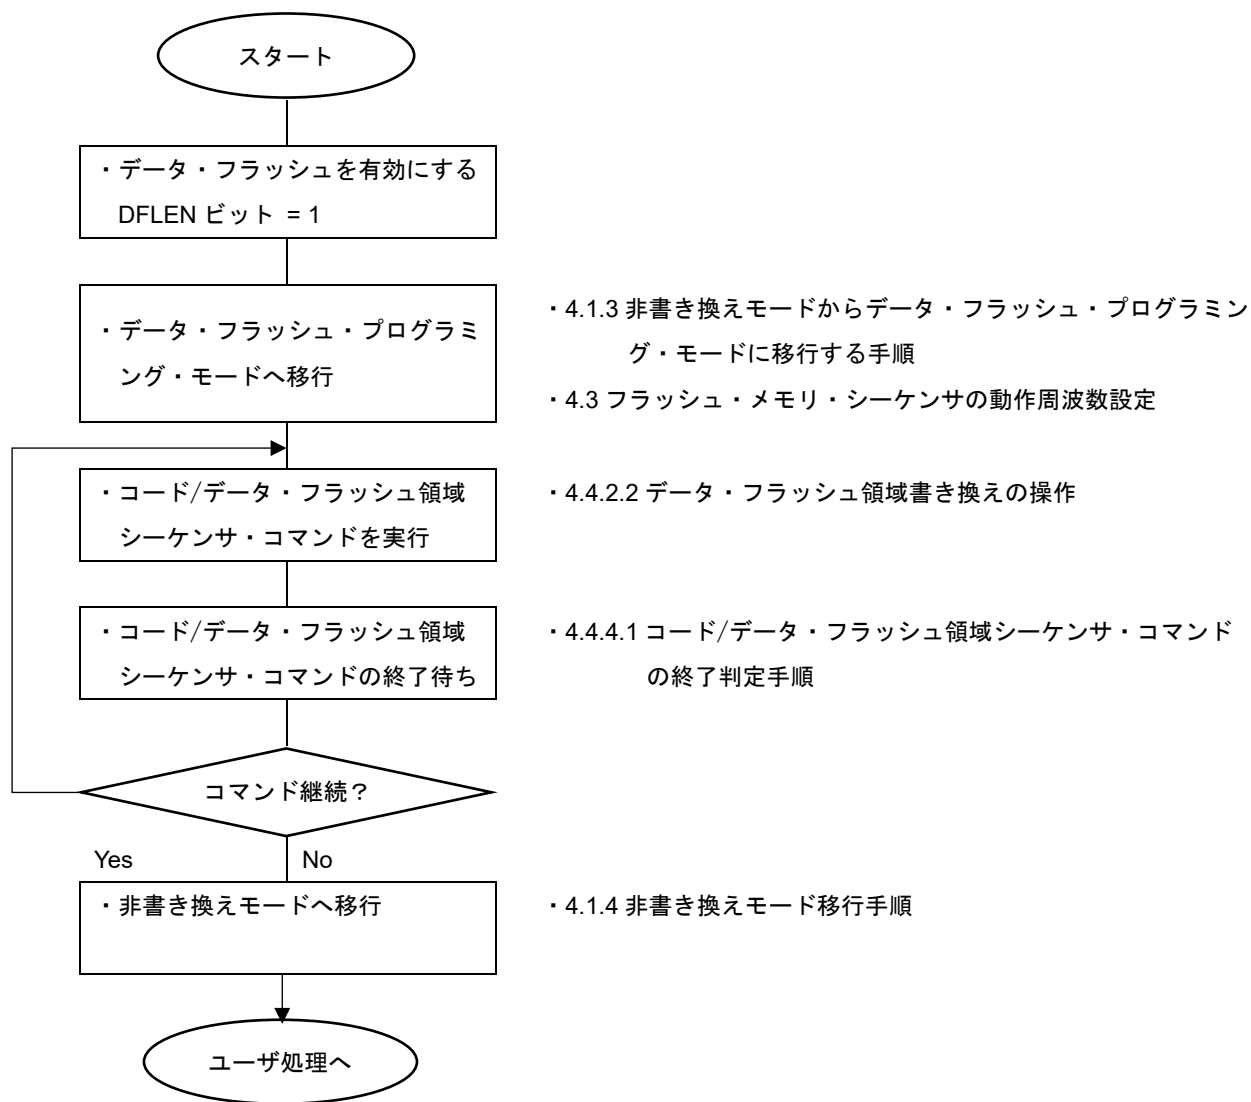 スタート
・データ・フラッシュを有効にする
DFLEN ビット = 1
・データ・フラッシュ・プログラミ
ング・モードへ移行
・4.1.3 非書き換えモードからデータ・フラッシュ・プログラミン
グ・モードに移行する手順
・4.3 フラッシュ・メモリ・シーケンサの動作周波数設定
・コード/データ・フラッシュ領域
シーケンサ・コマンドを実行
・4.4.2.2 データ・フラッシュ領域書き換えの操作
・コード/データ・フラッシュ領域
シーケンサ・コマンドの終了待ち
・4.4.4.1 コード/データ・フラッシュ領域シーケンサ・コマンド
の終了判定手順
コマンド継続？
Yes
No
・非書き換えモードへ移行
・4.1.4 非書き換えモード移行手順
ユーザ処理へ